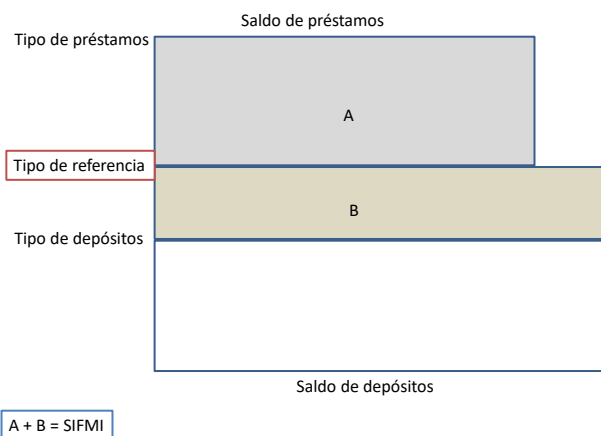 Saldo de préstamos
Tipo de préstamos
A
Tipo de referencia
B
Tipo de depósitos
Saldo de depósitos
A + B = SIFMI